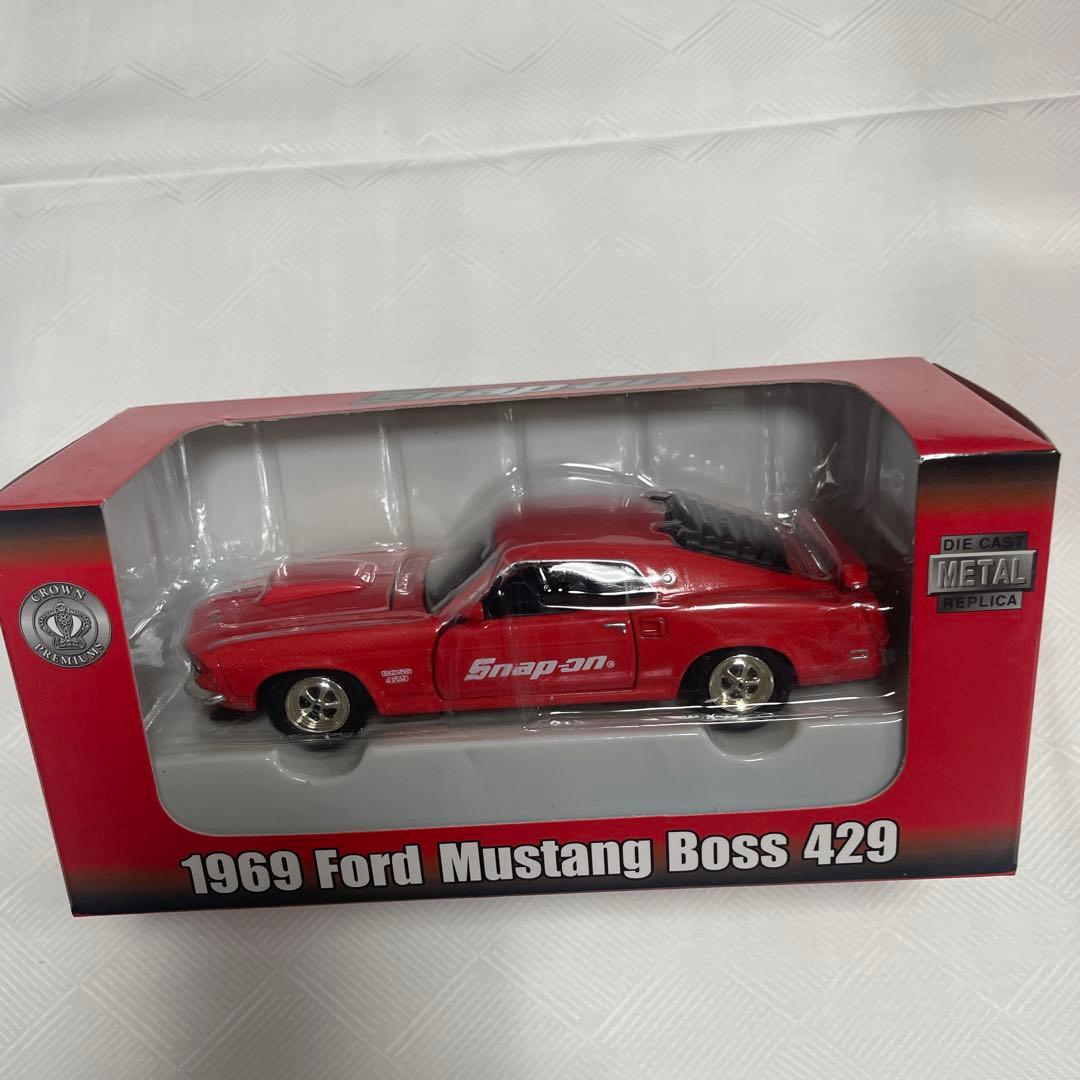 Snap-on
CROWN
PREMIUMS
DIE CAST
METAL
REPLICA
BOSS
429
Snap-on®
1969 Ford Mustang Boss 429